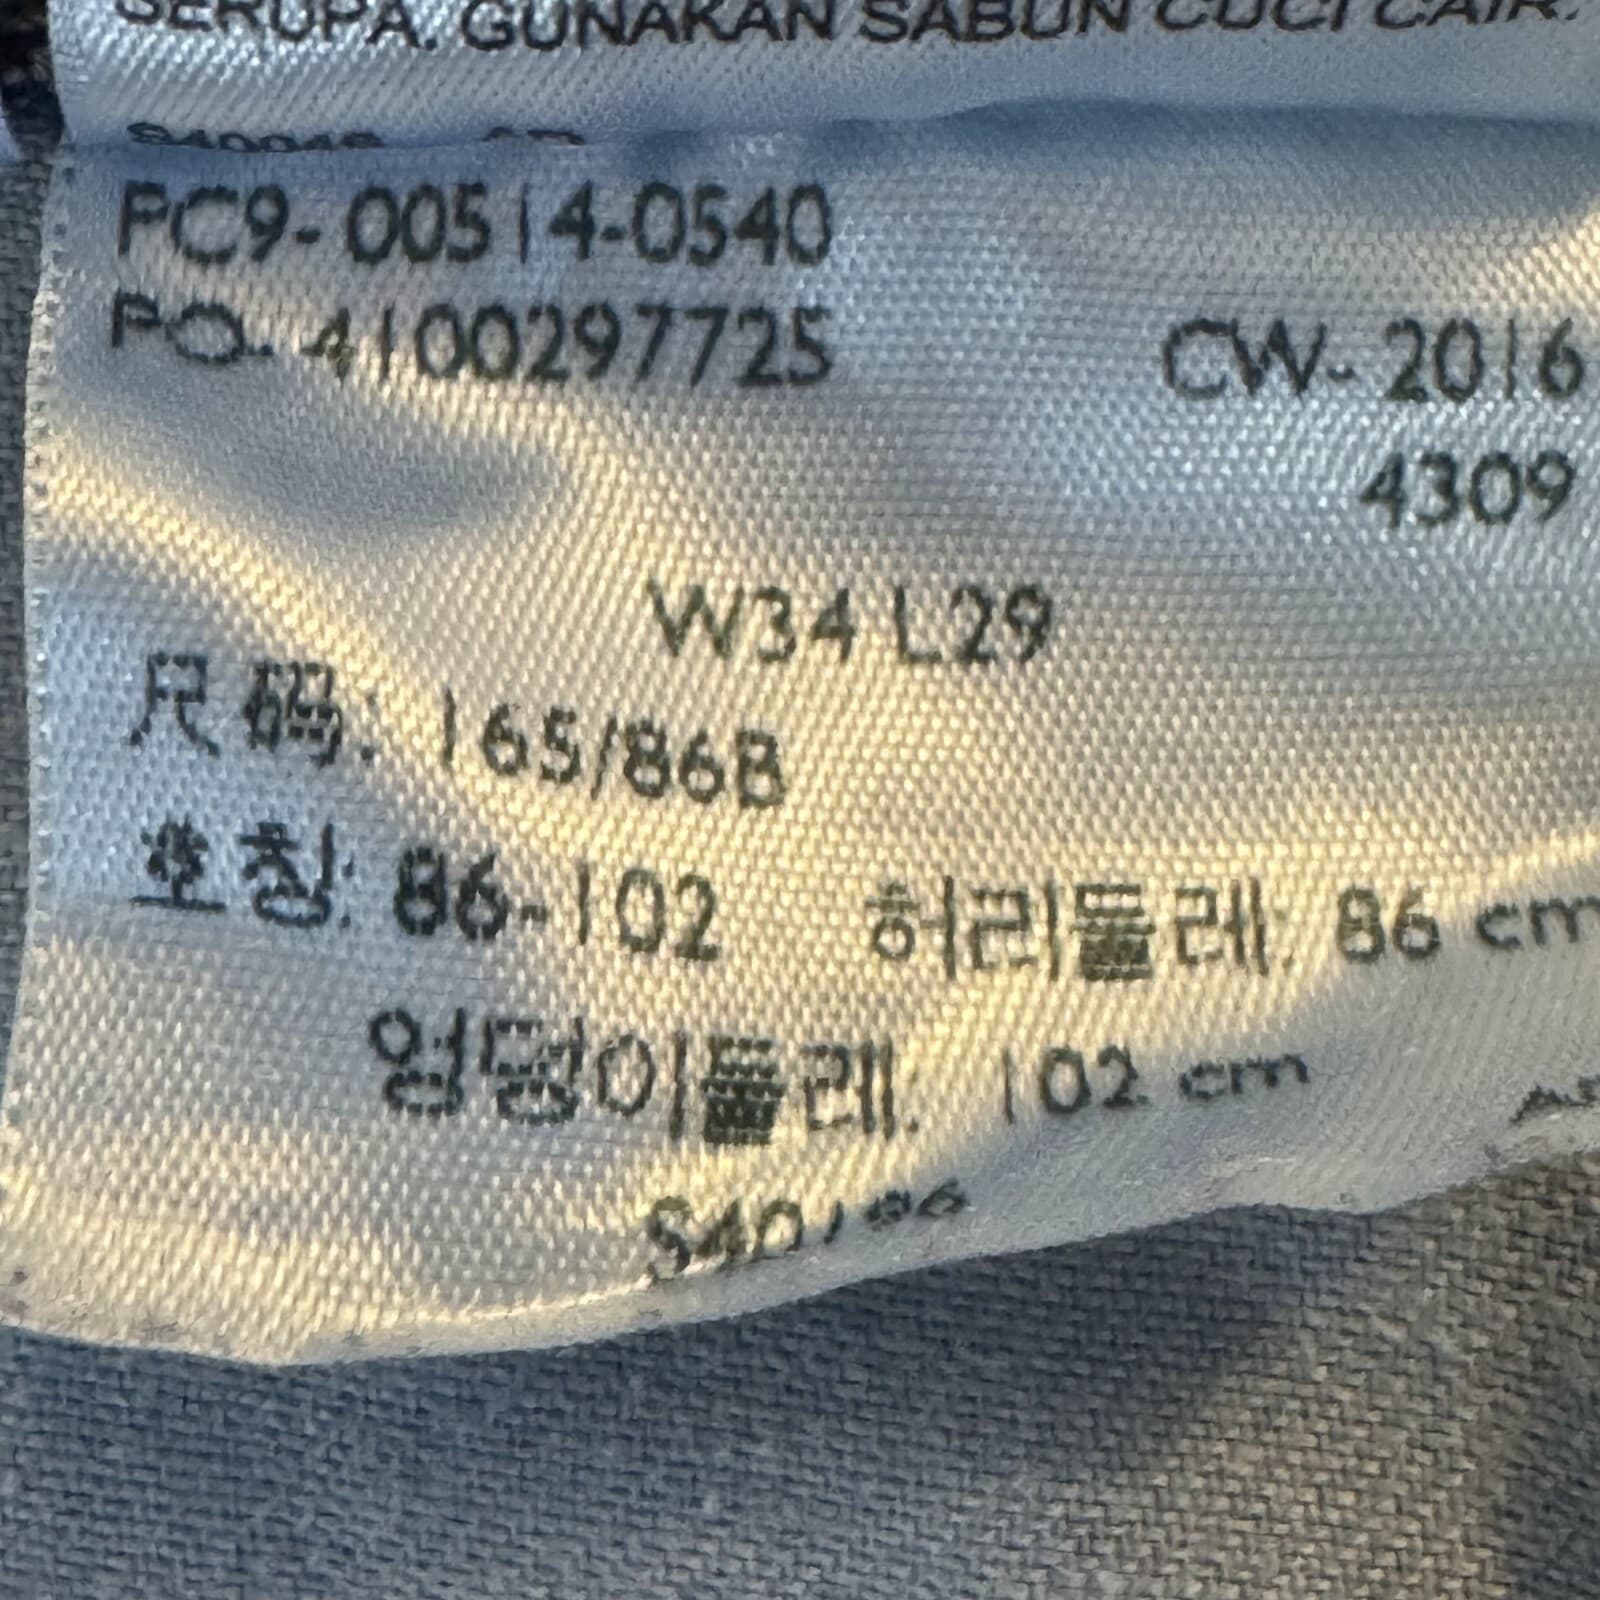 SERUPA. GUNAKAN SABUN CUCI CAIR.
PC9-00514-0540
PO- 4100297725 CW- 2016
4309
W34 L29
尺码: 165/86B
호칭: 86-102 허리둘레: 86 cm
엉덩이둘레: 102 cm